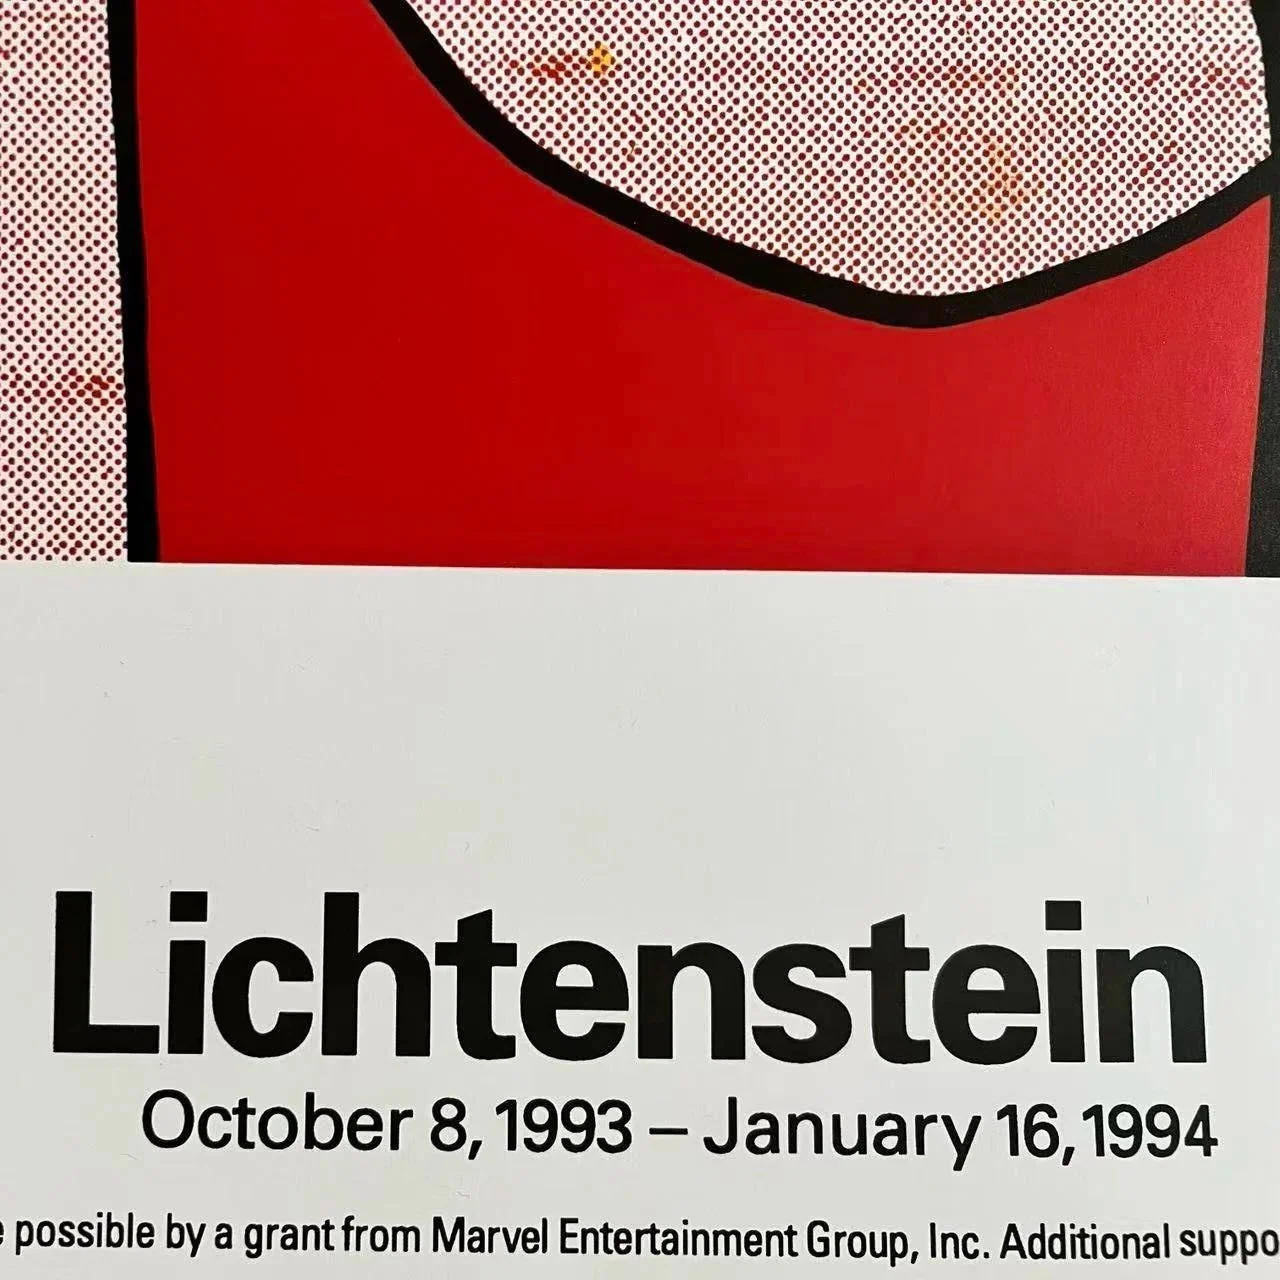 Lichtenstein
October 8, 1993 – January 16, 1994
possible by a grant from Marvel Entertainment Group, Inc. Additional